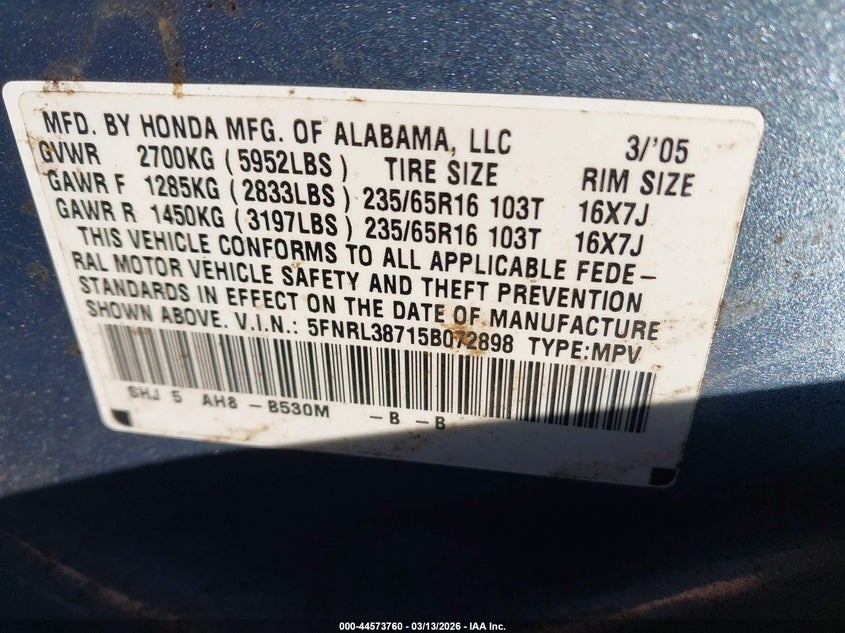 MFD. BY HONDA MFG. OF ALABAMA, LLC 3/'05
GVWR 2700KG (5952LBS) TIRE SIZE RIM SIZE
GAWR F 1285KG (2833LBS) 235/65R16 103T 16X7J
GAWR R 1450KG (3197LBS) 235/65R16 103T 16X7J
THIS VEHICLE CONFORMS TO ALL APPLICABLE FEDE–
RAL MOTOR VEHICLE SAFETY AND THEFT PREVENTION
STANDARDS IN EFFECT ON THE DATE OF MANUFACTURE
SHOWN ABOVE. V.I.N.: 5FNRL38715B072898 TYPE:MPV
SHJ 5 AH8 – B530M – B – B
000-44573760 – 03/13/2026 – IAA Inc.